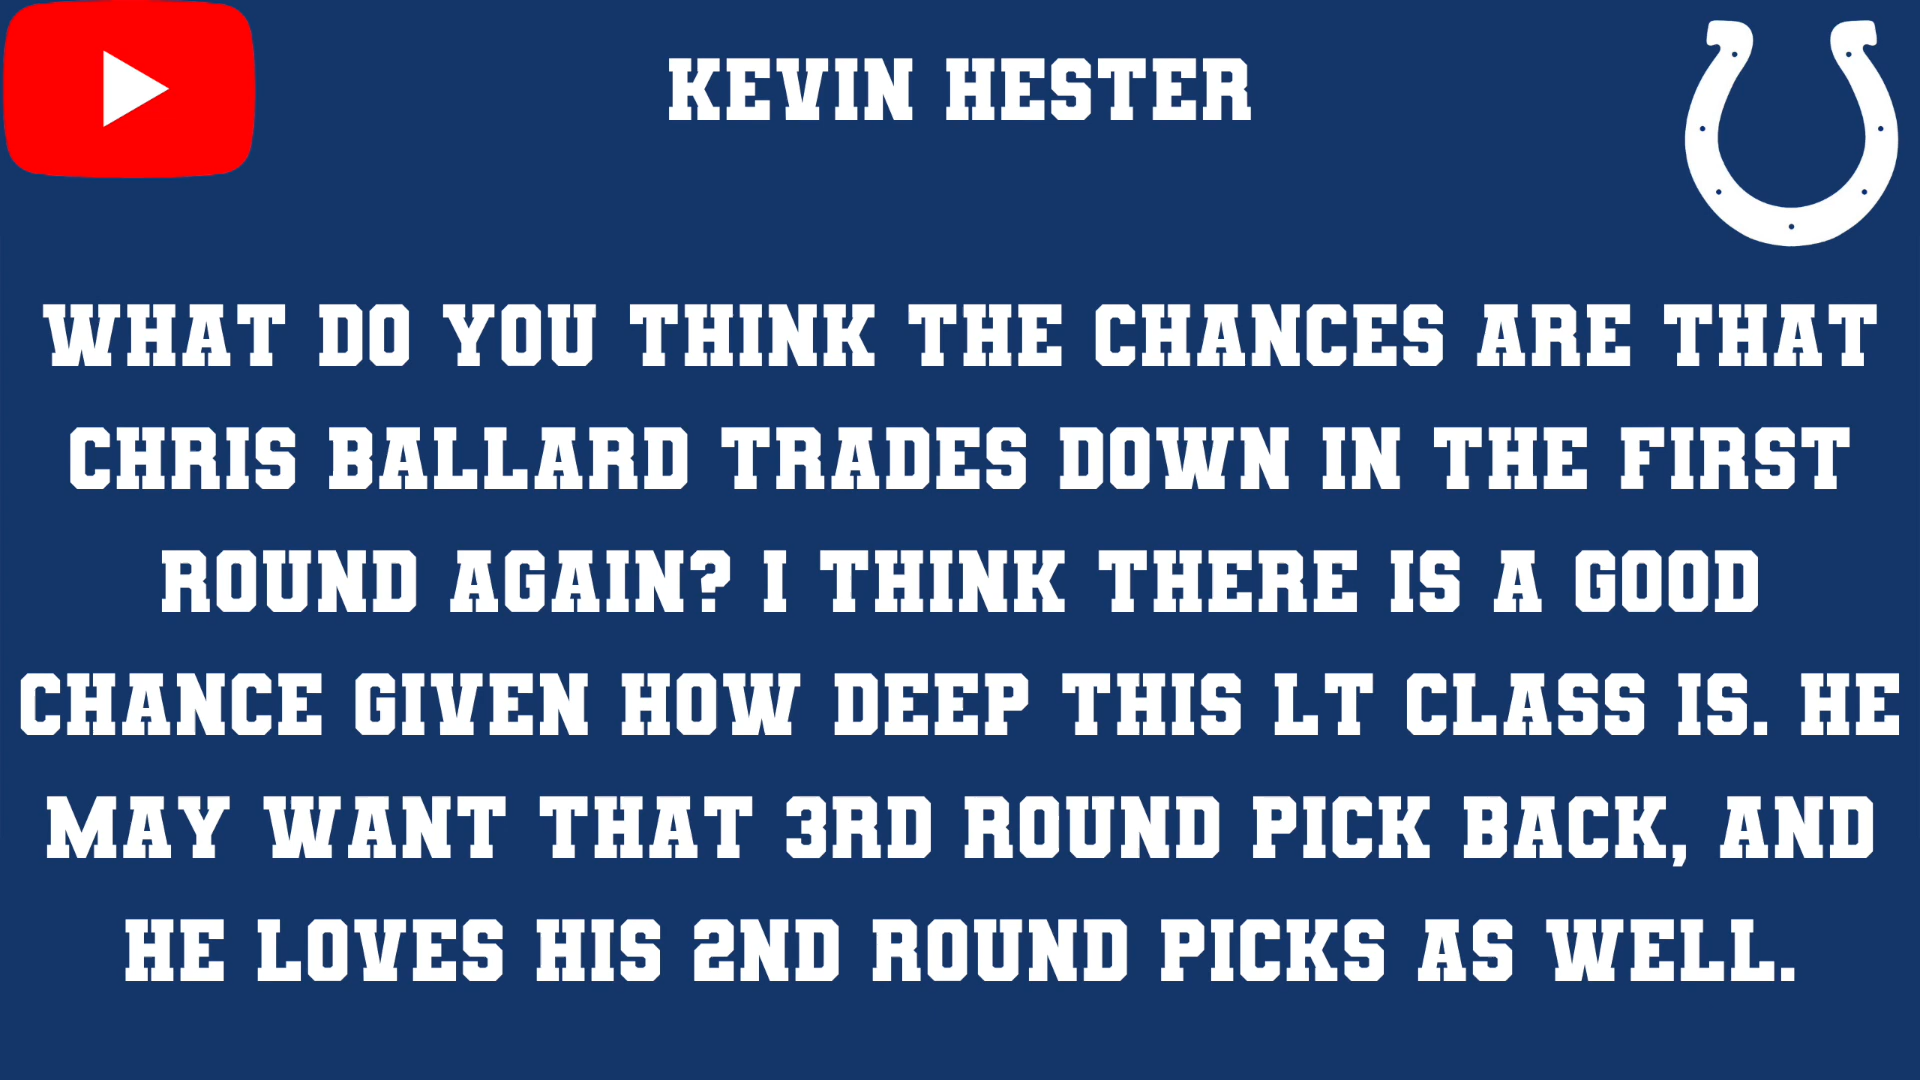 KEVIN HESTER
WHAT DO YOU THINK THE CHANCES ARE THAT
CHRIS BALLARD TRADES DOWN IN THE FIRST
ROUND AGAIN? I THINK THERE IS A GOOD
CHANCE GIVEN HOW DEEP THIS LT CLASS IS. HE
MAY WANT THAT 3RD ROUND PICK BACK, AND
HE LOVES HIS 2ND ROUND PICKS AS WELL.